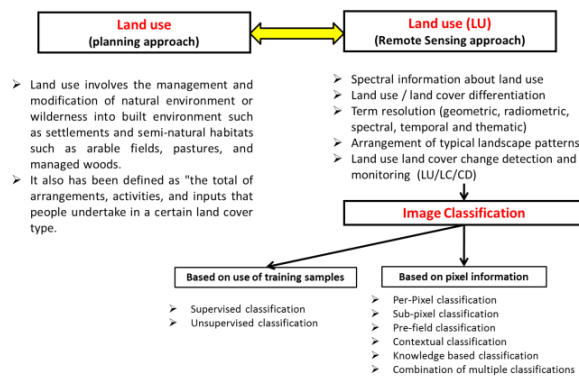 Land use
(planning approach)
Land use (LU)
(Remote Sensing approach)
➢ Land use involves the management and
modification of natural environment or
wilderness into built environment such
as settlements and semi-natural habitats
such as arable fields, pastures, and
managed woods.
➢ It also has been defined as "the total of
arrangements, activities, and inputs that
people undertake in a certain land cover
type.
➢ Spectral information about land use
➢ Land use / land cover differentiation
➢ Term resolution (geometric, radiometric,
spectral, temporal and thematic)
➢ Arrangement of typical landscape patterns
➢ Land use land cover change detection and
monitoring (LU/LC/CD)
Image Classification
Based on use of training samples
➢ Supervised classification
➢ Unsupervised classification
Based on pixel information
➢ Per-Pixel classification
➢ Sub-pixel classification
➢ Pre-field classification
➢ Contextual classification
➢ Knowledge based classification
➢ Combination of multiple classifications